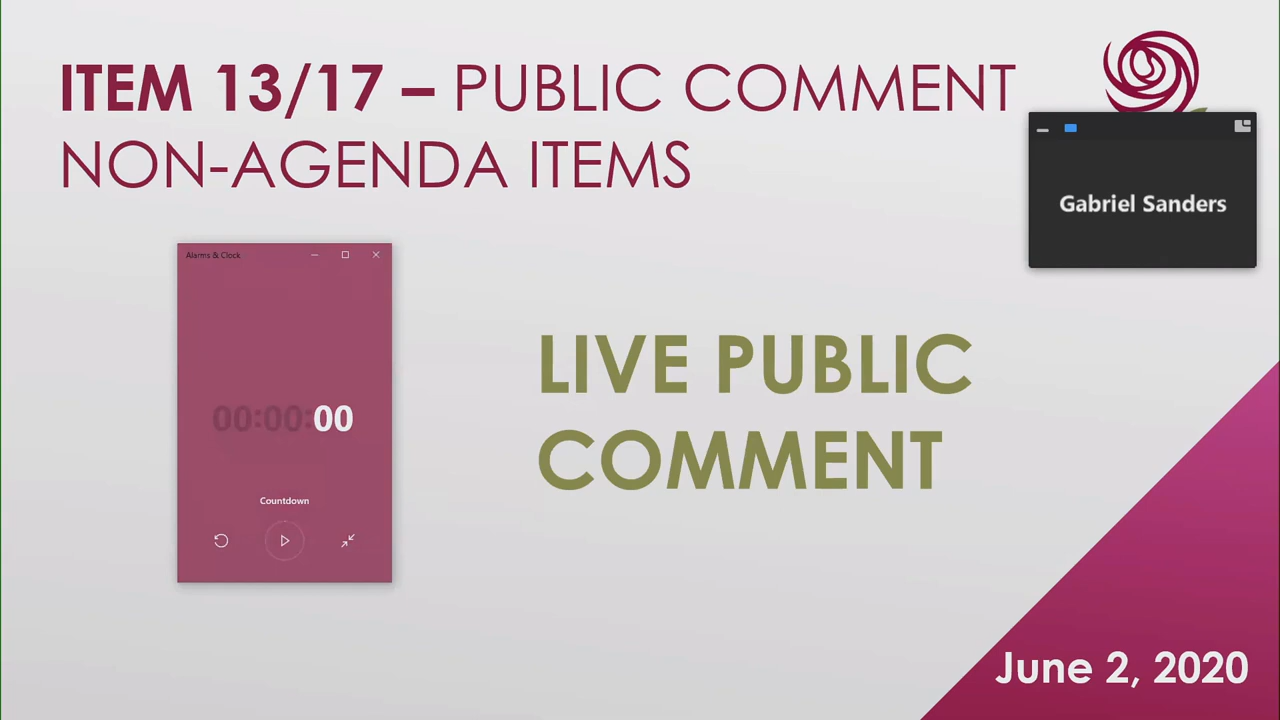 ITEM 13/17 – PUBLIC COMMENT
NON-AGENDA ITEMS
Gabriel Sanders
Alarms & Clock
00:00:00
Countdown
LIVE PUBLIC
COMMENT
June 2, 2020